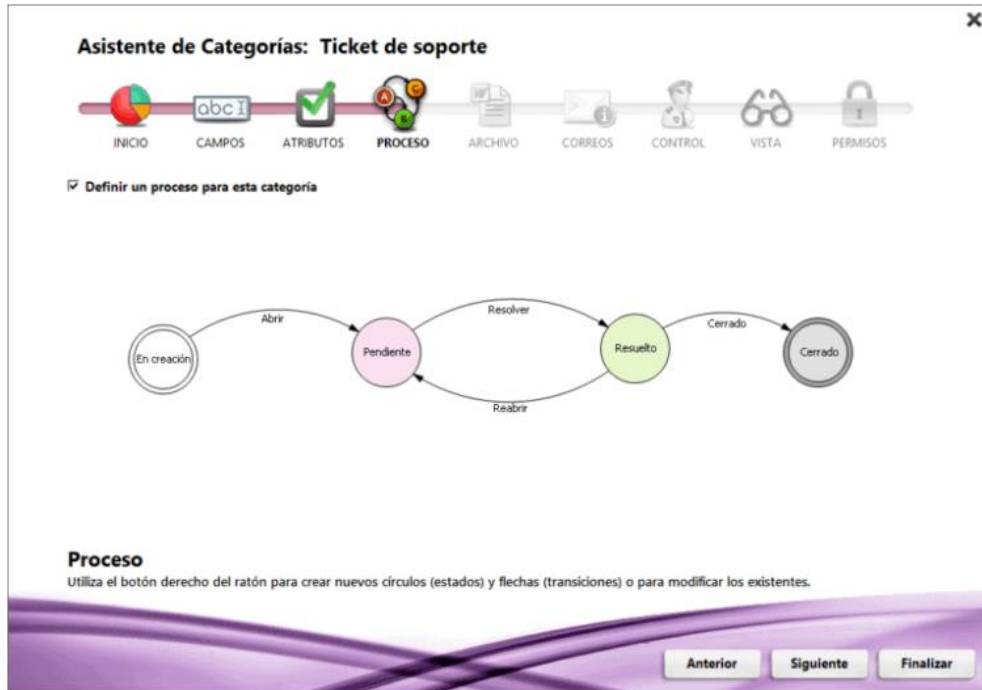 Asistente de Categorías: Ticket de soporte
abc
A
C
B
W
i
1
INICIO
CAMPOS
ATRIBUTOS
PROCESO
ARCHIVO
CORREOS
CONTROL
VISTA
PERMISOS
Definir un proceso para esta categoría
Abrir
Resolver
Cerrado
En creación
Pendiente
Resuelto
Cerrado
Reabrir
Proceso
Utiliza el botón derecho del ratón para crear nuevos círculos (estados) y flechas (transiciones) o para modificar los existentes.
Anterior
Siguiente
Finalizar